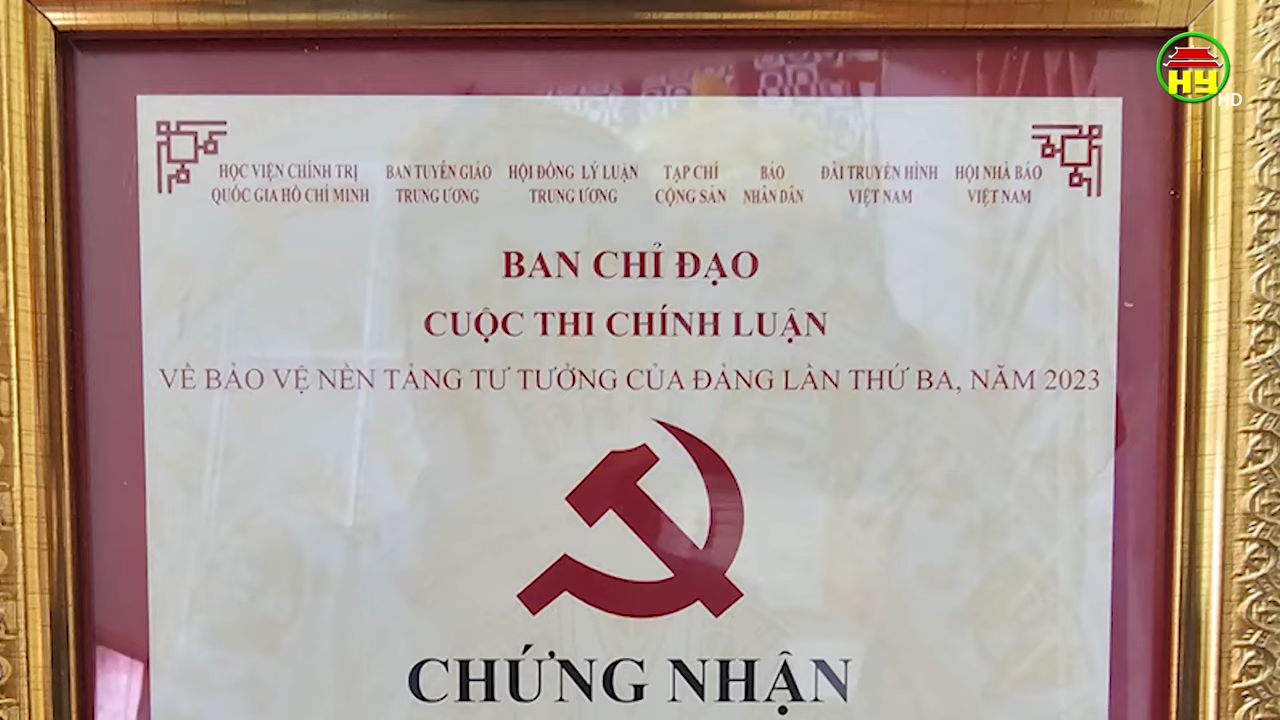 HY
HD
HỌC VIỆN CHÍNH TRỊ
QUỐC GIA HỒ CHÍ MINH
BAN TUYÊN GIÁO
TRUNG ƯƠNG
HỘI ĐỒNG LÝ LUẬN
TRUNG ƯƠNG
TẠP CHÍ
CỘNG SẢN
BÁO
NHÂN DÂN
ĐÀI TRUYỀN HÌNH
VIỆT NAM
HỘI NHÀ BÁO
VIỆT NAM
BAN CHỈ ĐẠO
CUỘC THI CHÍNH LUẬN
VỀ BẢO VỆ NỀN TẢNG TƯ TƯỞNG CỦA ĐẢNG LẦN THỨ BA, NĂM 2023
CHỨNG NHẬN